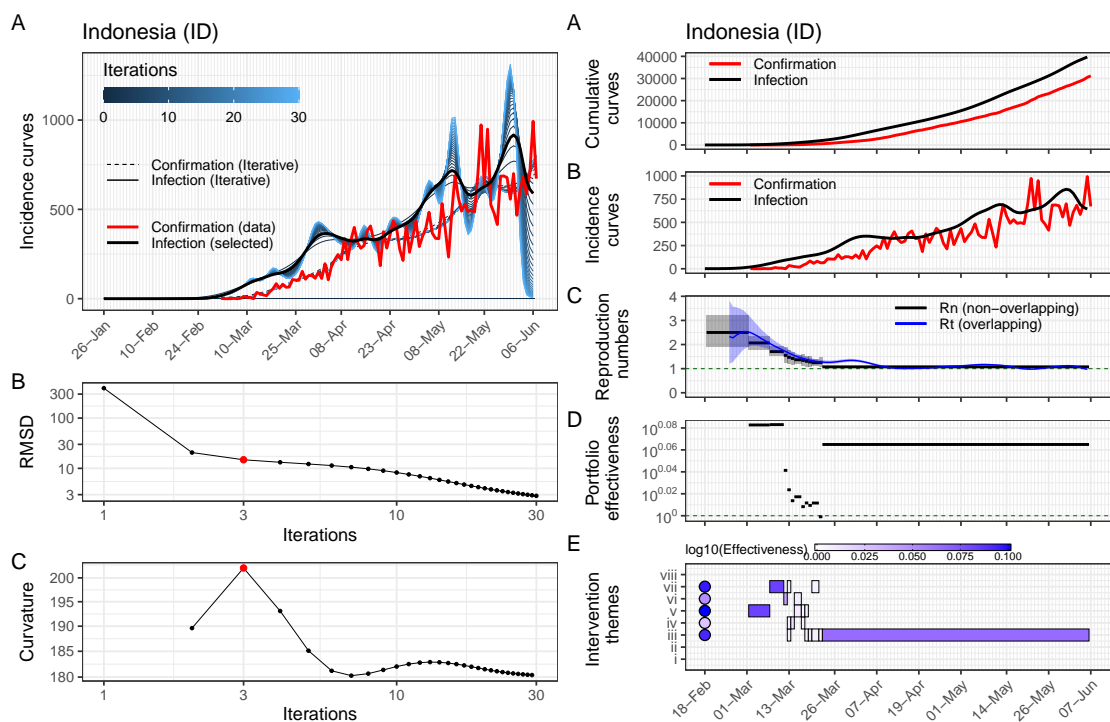 A
Indonesia (ID)
Iterations
0
10
20
30
Confirmation (Iterative)
Infection (Iterative)
Confirmation (data)
Infection (selected)
Incidence curves
1000
500
0
26−Jan
10−Feb
24−Feb
10−Mar
25−Mar
08−Apr
23−Apr
08−May
22−May
06−Jun
B
RMSD
300
100
30
10
3
1
3
10
30
Iterations
C
Curvature
200
195
190
185
180
1
3
10
30
Iterations
A
Indonesia (ID)
Cumulative
curves
40000
30000
20000
10000
0
Confirmation
Infection
B
Incidence
curves
1000
750
500
250
0
Confirmation
Infection
C
Reproduction
numbers
4
3
2
1
0
Rn (non−overlapping)
Rt (overlapping)
D
Portfolio
effectiveness
10^0.08
10^0.06
10^0.04
10^0.02
10^0
E
log10(Effectiveness)
0.000
0.025
0.050
0.075
0.100
Intervention
themes
viii
vii
vi
v
iv
iii
ii
i
18−Feb
01−Mar
13−Mar
26−Mar
07−Apr
19−Apr
01−May
14−May
26−May
07−Jun